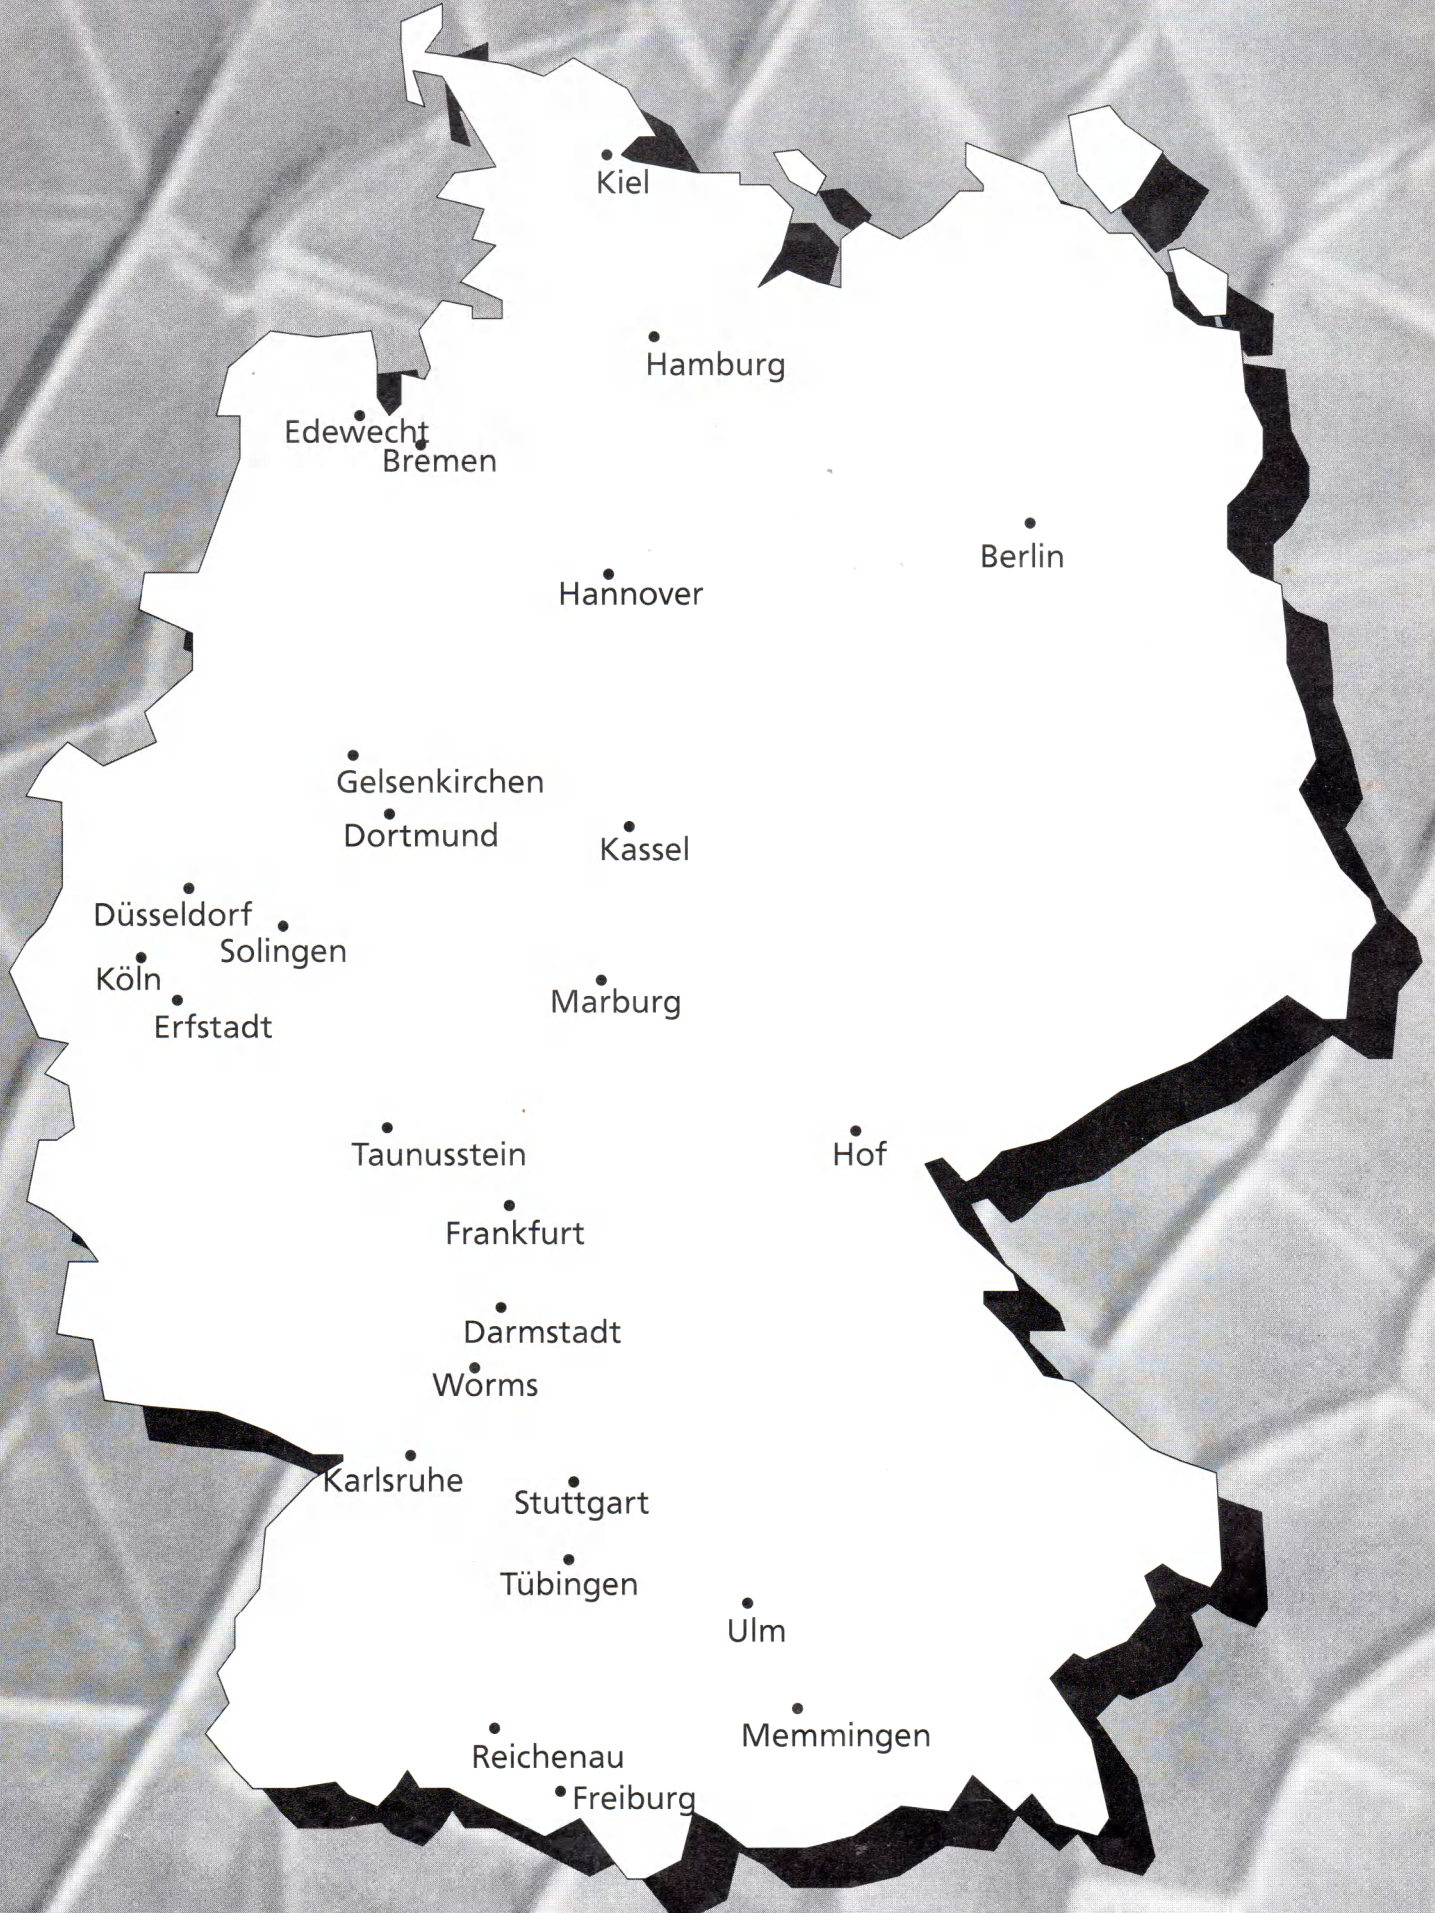 Kiel
Hamburg
Edewecht
Bremen
Berlin
Hannover
Gelsenkirchen
Dortmund
Kassel
Düsseldorf
Solingen
Köln
Marburg
Erfstadt
Taunusstein
Hof
Frankfurt
Darmstadt
Worms
Karlsruhe
Stuttgart
Tübingen
Ulm
Memmingen
Reichenau
Freiburg